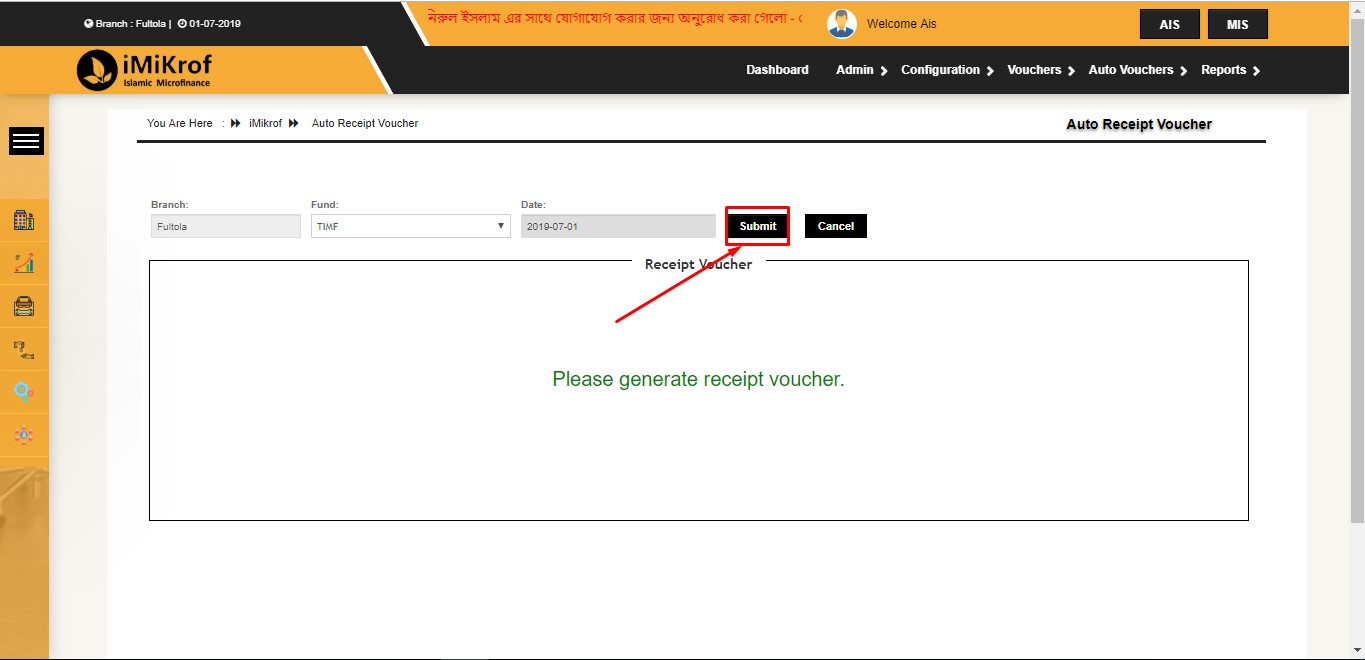 Branch : Fultola | 01-07-2019
ইসলাম এর সাথে যোগাযোগ করার জন্য অনুরোধ করা গেলো -
Welcome Ais
AIS
MIS
iMiKrof
Islamic Microfinance
Dashboard Admin Configuration Vouchers Auto Vouchers Reports
You Are Here : iMikrof Auto Receipt Voucher
Auto Receipt Voucher
Branch: Fund: Date:
Fultola TIMF 2019-07-01 Submit Cancel
Receipt Voucher
Please generate receipt voucher.